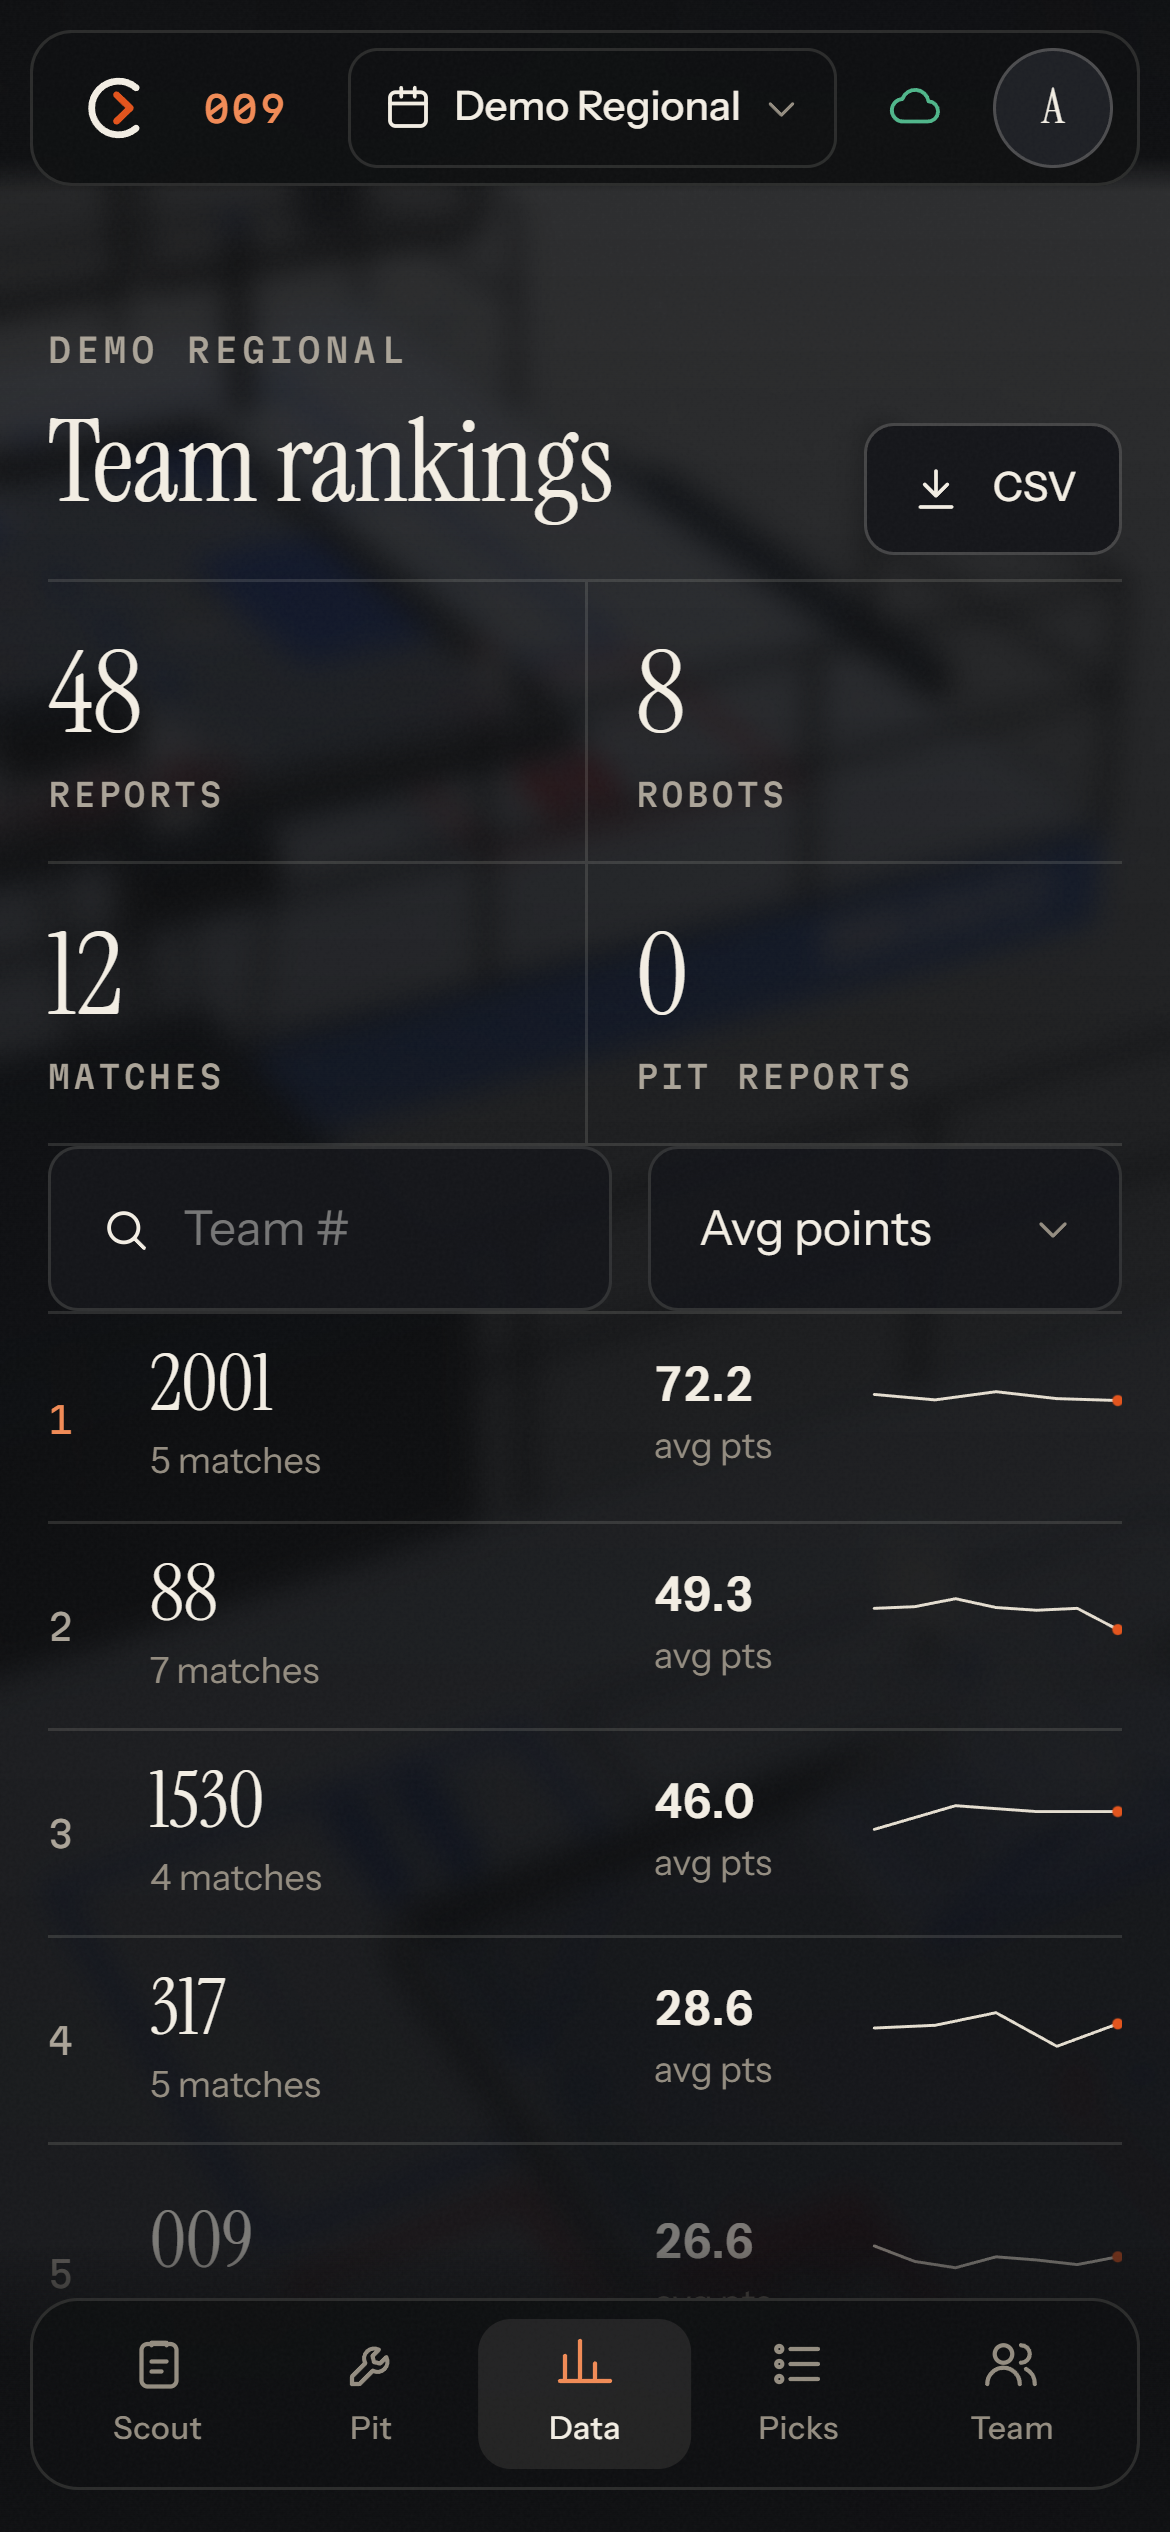 009
Demo Regional
A
DEMO REGIONAL
Team rankings
CSV
48
REPORTS
8
ROBOTS
12
MATCHES
0
PIT REPORTS
Team #
Avg points
1
2001
5 matches
72.2
avg pts
2
88
7 matches
49.3
avg pts
3
1530
4 matches
46.0
avg pts
4
317
5 matches
28.6
avg pts
5
009
26.6
Scout
Pit
Data
Picks
Team